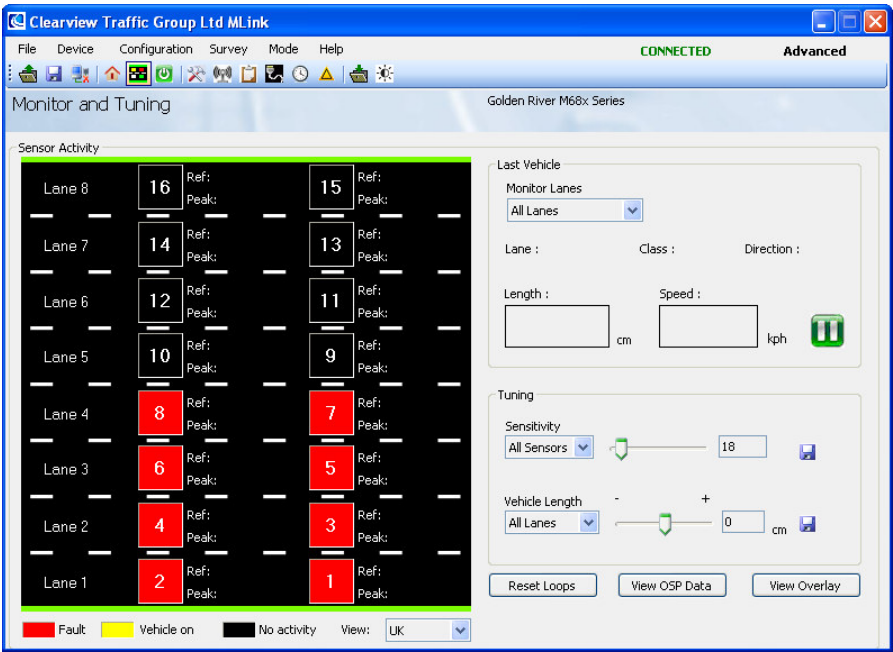 Clearview Traffic Group Ltd MLink
File Device Configuration Survey Mode Help CONNECTED Advanced
Monitor and Tuning
Golden River M68x Series
Sensor Activity
Lane 8 16 Ref: Peak: 15 Ref: Peak:
Lane 7 14 Ref: Peak: 13 Ref: Peak:
Lane 6 12 Ref: Peak: 11 Ref: Peak:
Lane 5 10 Ref: Peak: 9 Ref: Peak:
Lane 4 8 Ref: Peak: 7 Ref: Peak:
Lane 3 6 Ref: Peak: 5 Ref: Peak:
Lane 2 4 Ref: Peak: 3 Ref: Peak:
Lane 1 2 Ref: Peak: 1 Ref: Peak:
Fault Vehicle on No activity View: UK
Last Vehicle
Monitor Lanes
All Lanes
Lane : Class : Direction :
Length : Speed :
cm kph
Tuning
Sensitivity
All Sensors 18
Vehicle Length - +
All Lanes 0 cm
Reset Loops View OSP Data View Overlay